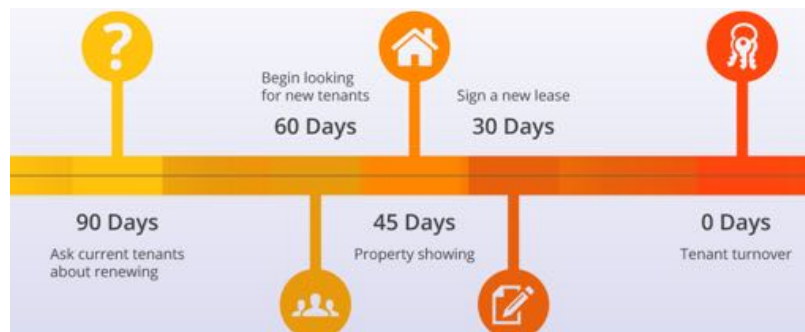 ?
Begin looking
for new tenants
60 Days
Sign a new lease
30 Days
90 Days
Ask current tenants
about renewing
45 Days
Property showing
0 Days
Tenant turnover